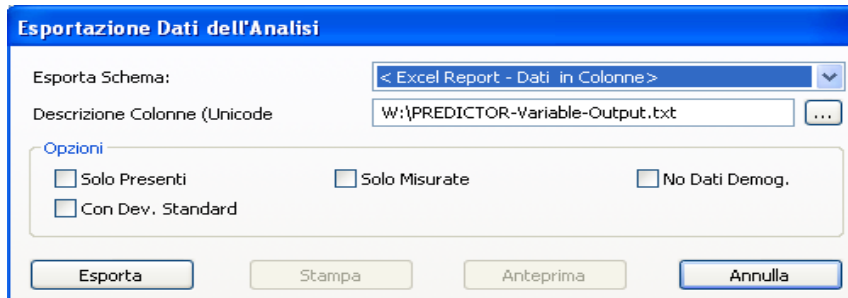 Esportazione Dati dell'Analisi
Esporta Schema: < Excel Report - Dati in Colonne>
Descrizione Colonne (Unicode W:\PREDICTOR-Variable-Output.txt ...
Opzioni
Solo Presenti Solo Misurate No Dati Demog.
Con Dev. Standard
Esporta Stampa Anteprima Annulla